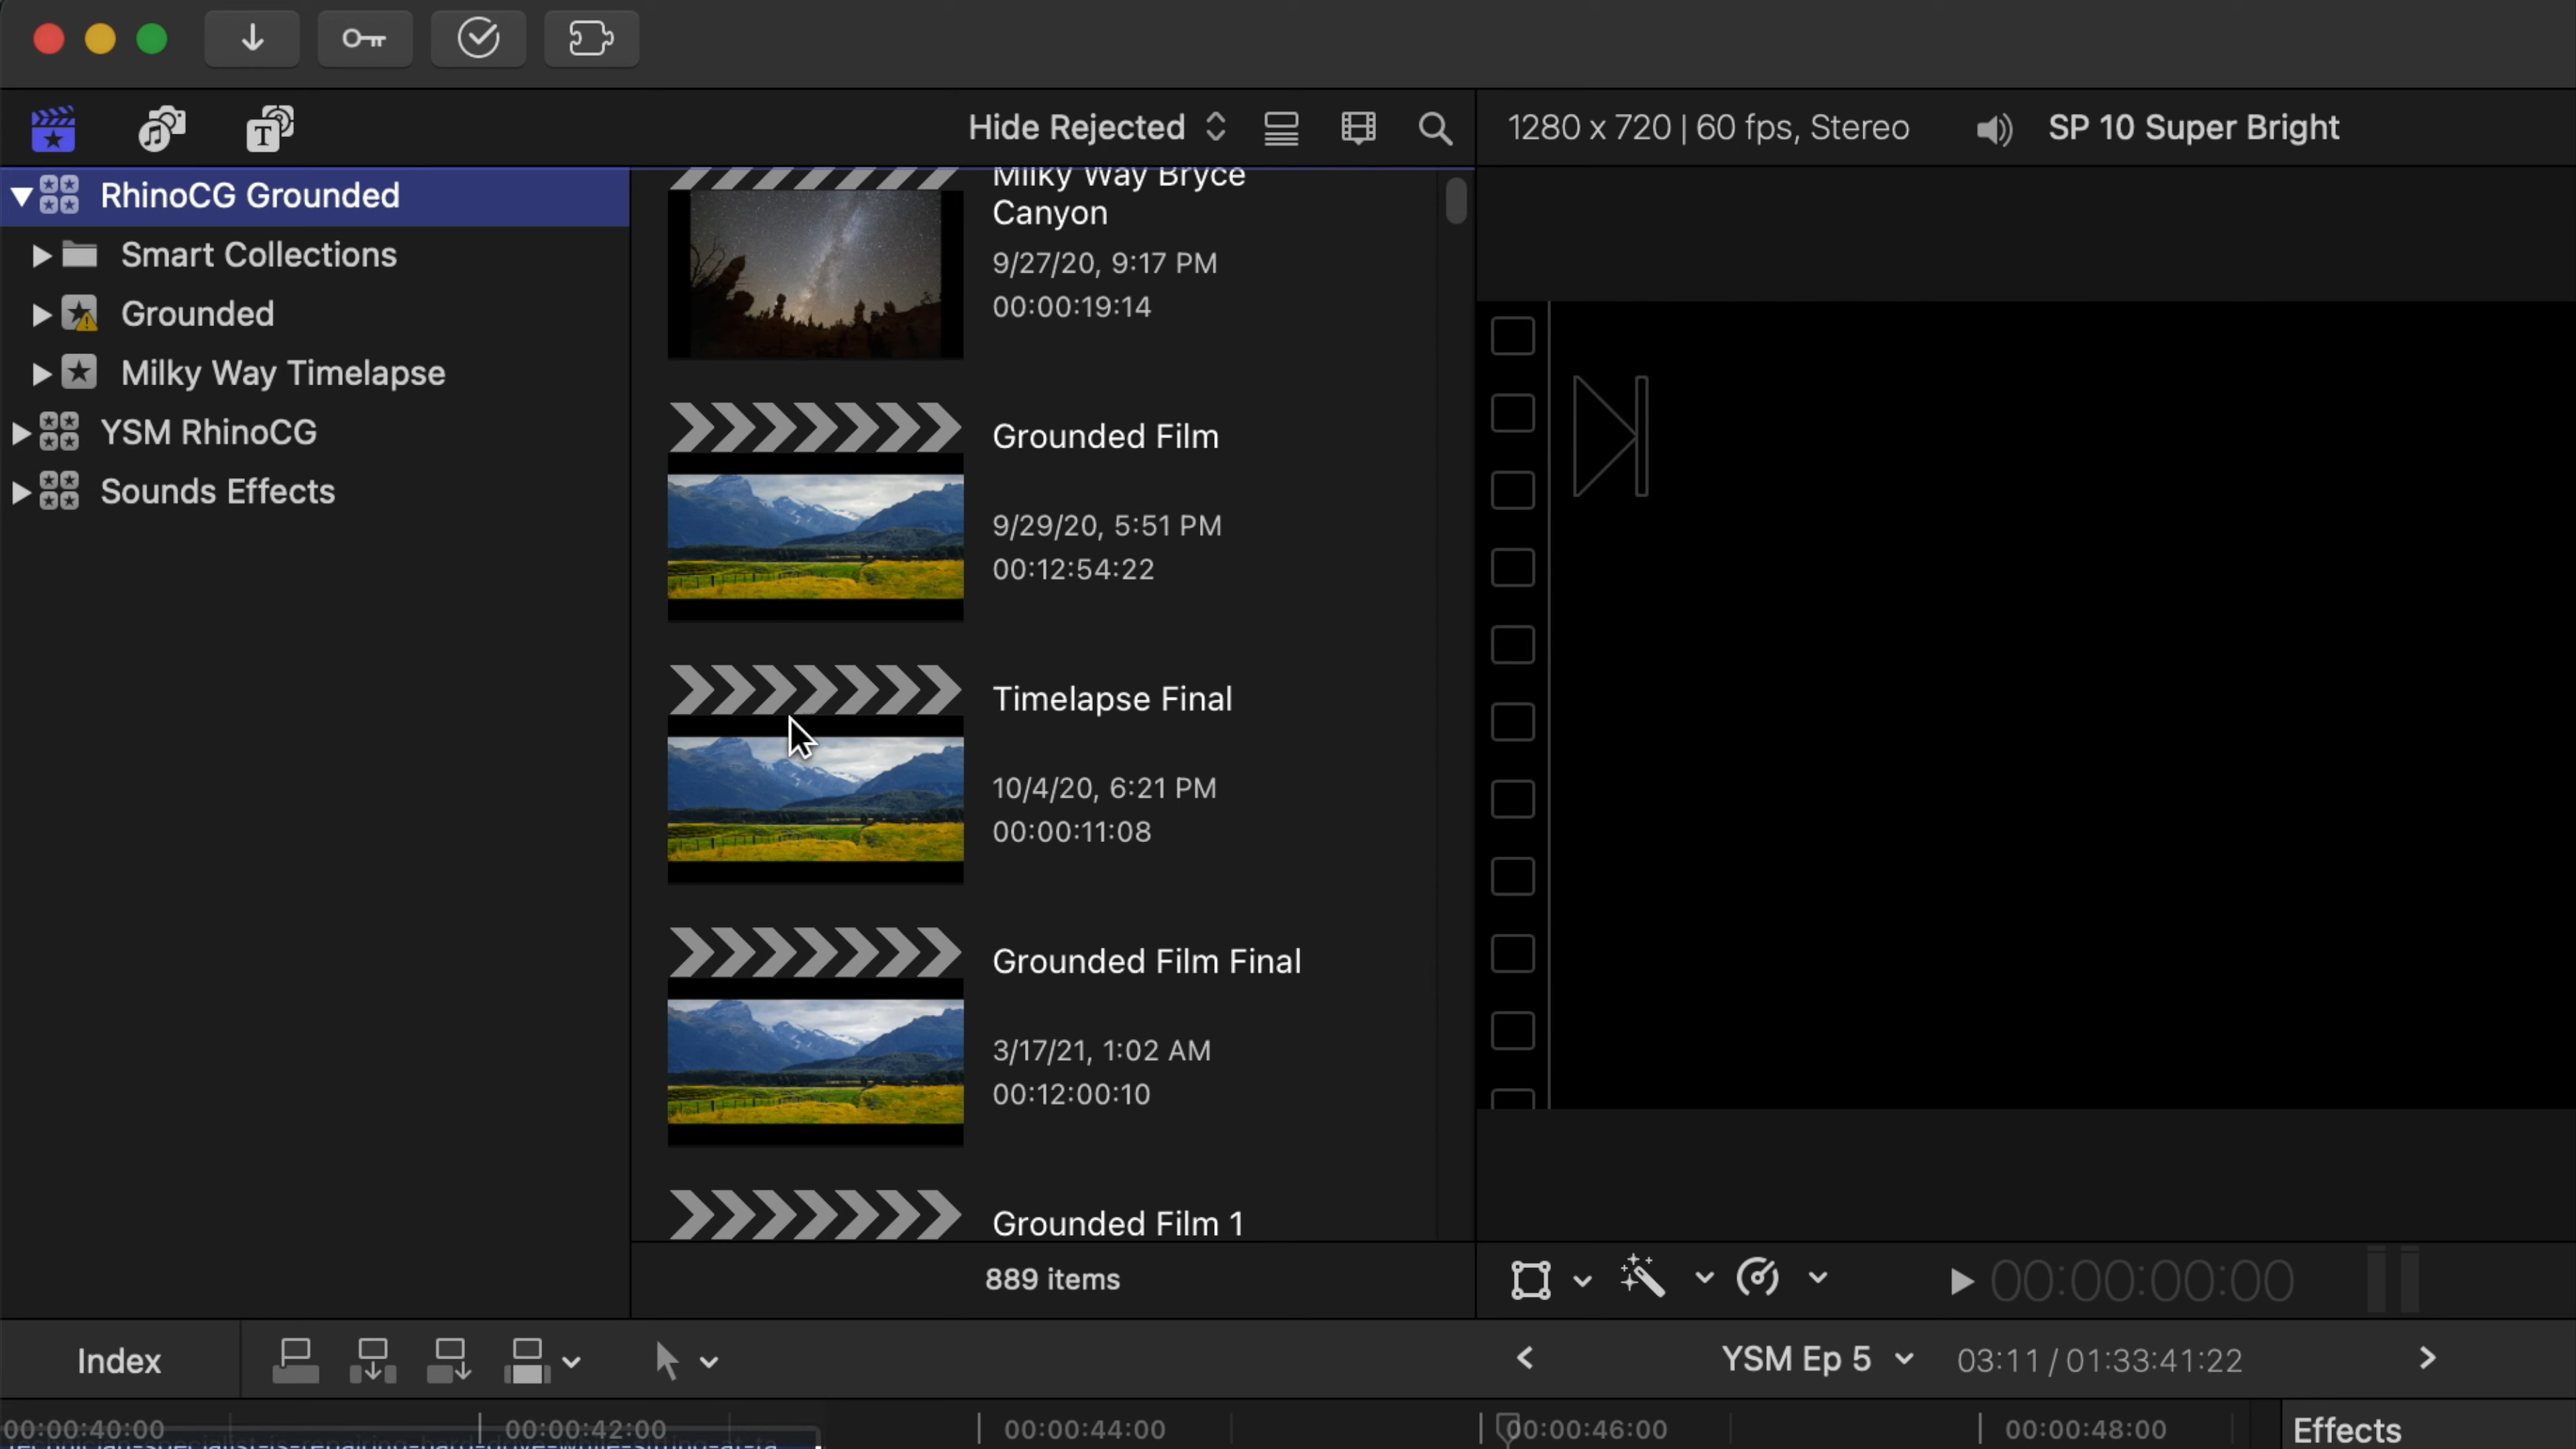 Hide Rejected
1280 x 720 | 60 fps, Stereo
SP 10 Super Bright
T
RhinoCG Grounded
Smart Collections
Grounded
Milky Way Timelapse
YSM RhinoCG
Sounds Effects
Milky Way Bryce
Canyon
9/27/20, 9:17 PM
00:00:19:14
Grounded Film
9/29/20, 5:51 PM
00:12:54:22
Timelapse Final
10/4/20, 6:21 PM
00:00:11:08
Grounded Film Final
3/17/21, 1:02 AM
00:12:00:10
Grounded Film 1
889 items
00:00:00:00
Index
YSM Ep 5
03:11 / 01:33:41:22
00:00:40:00
00:00:42:00
00:00:44:00
00:00:46:00
00:00:48:00
Effects